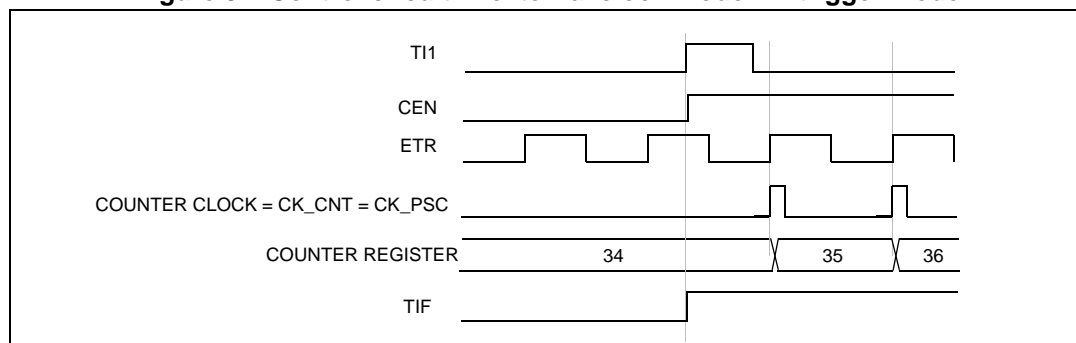 TI1
CEN
ETR
COUNTER CLOCK = CK_CNT = CK_PSC
COUNTER REGISTER 34 35 36
TIF